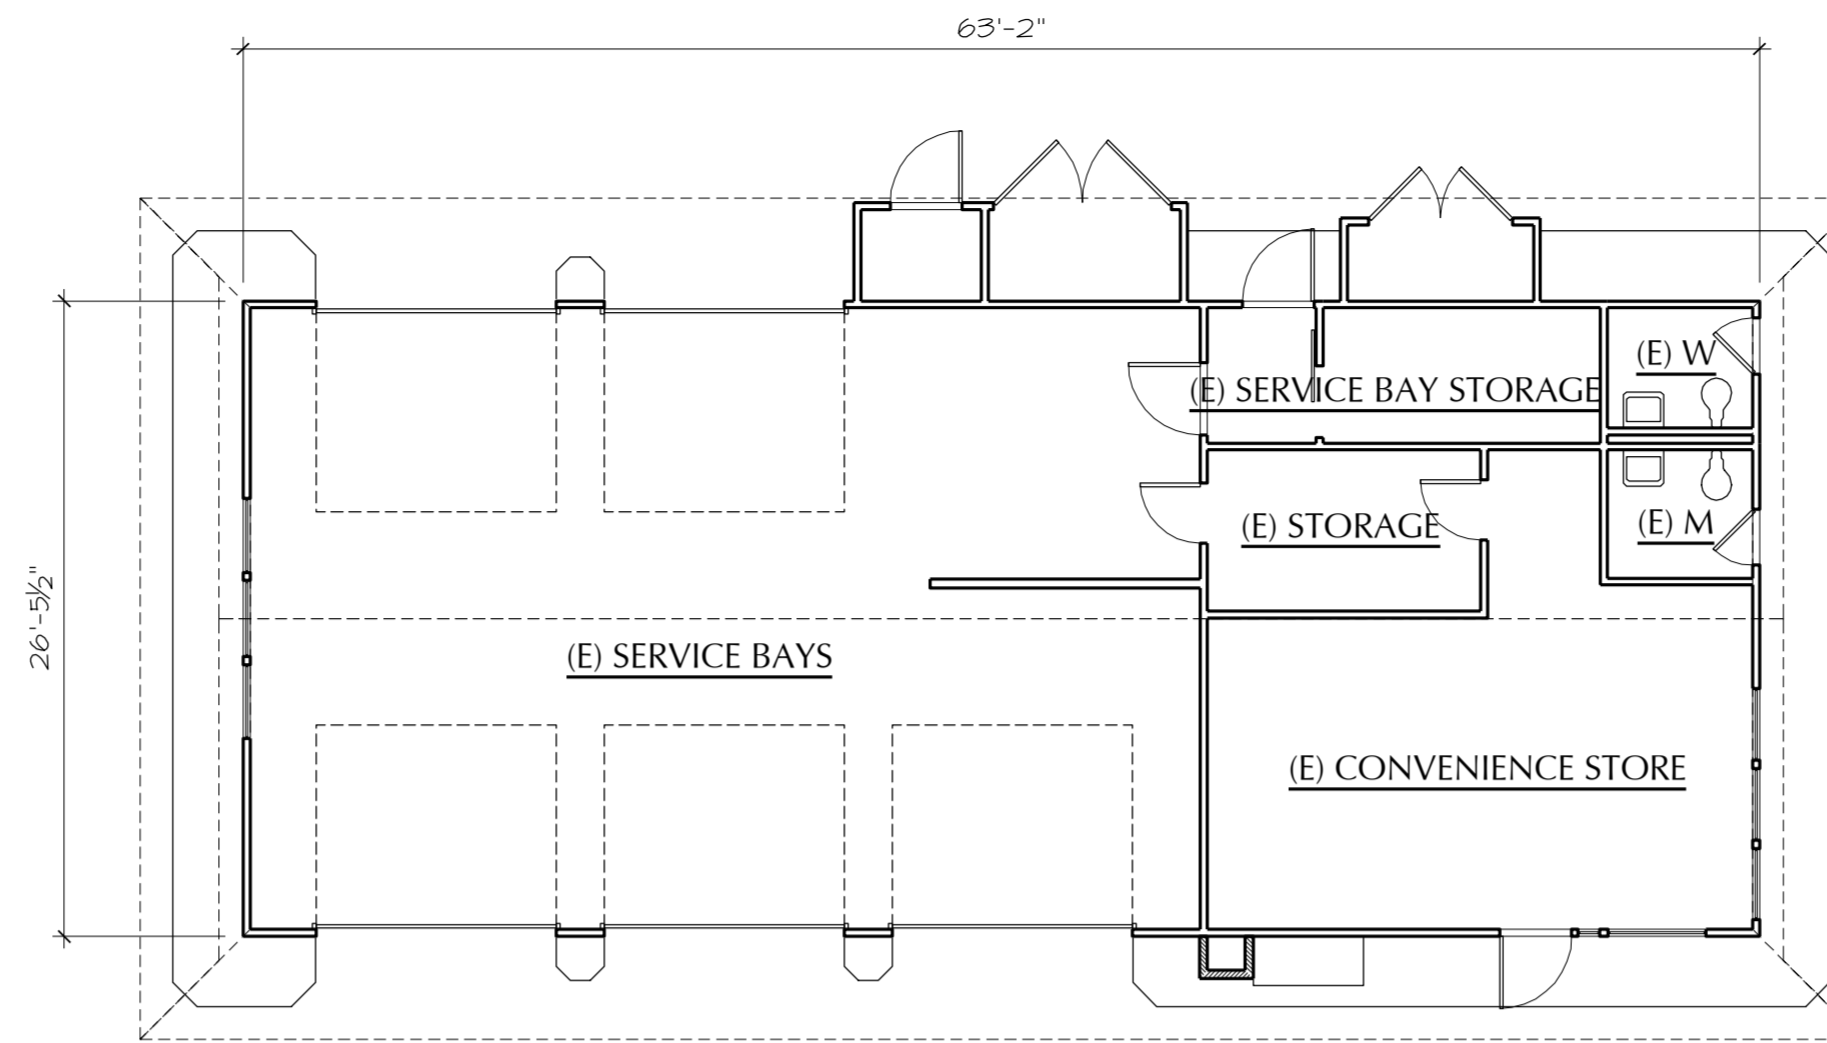 63'-2"
(E) W
(E) SERVICE BAY STORAGE
(E) STORAGE
(E) M
26'-5½"
(E) SERVICE BAYS
(E) CONVENIENCE STORE